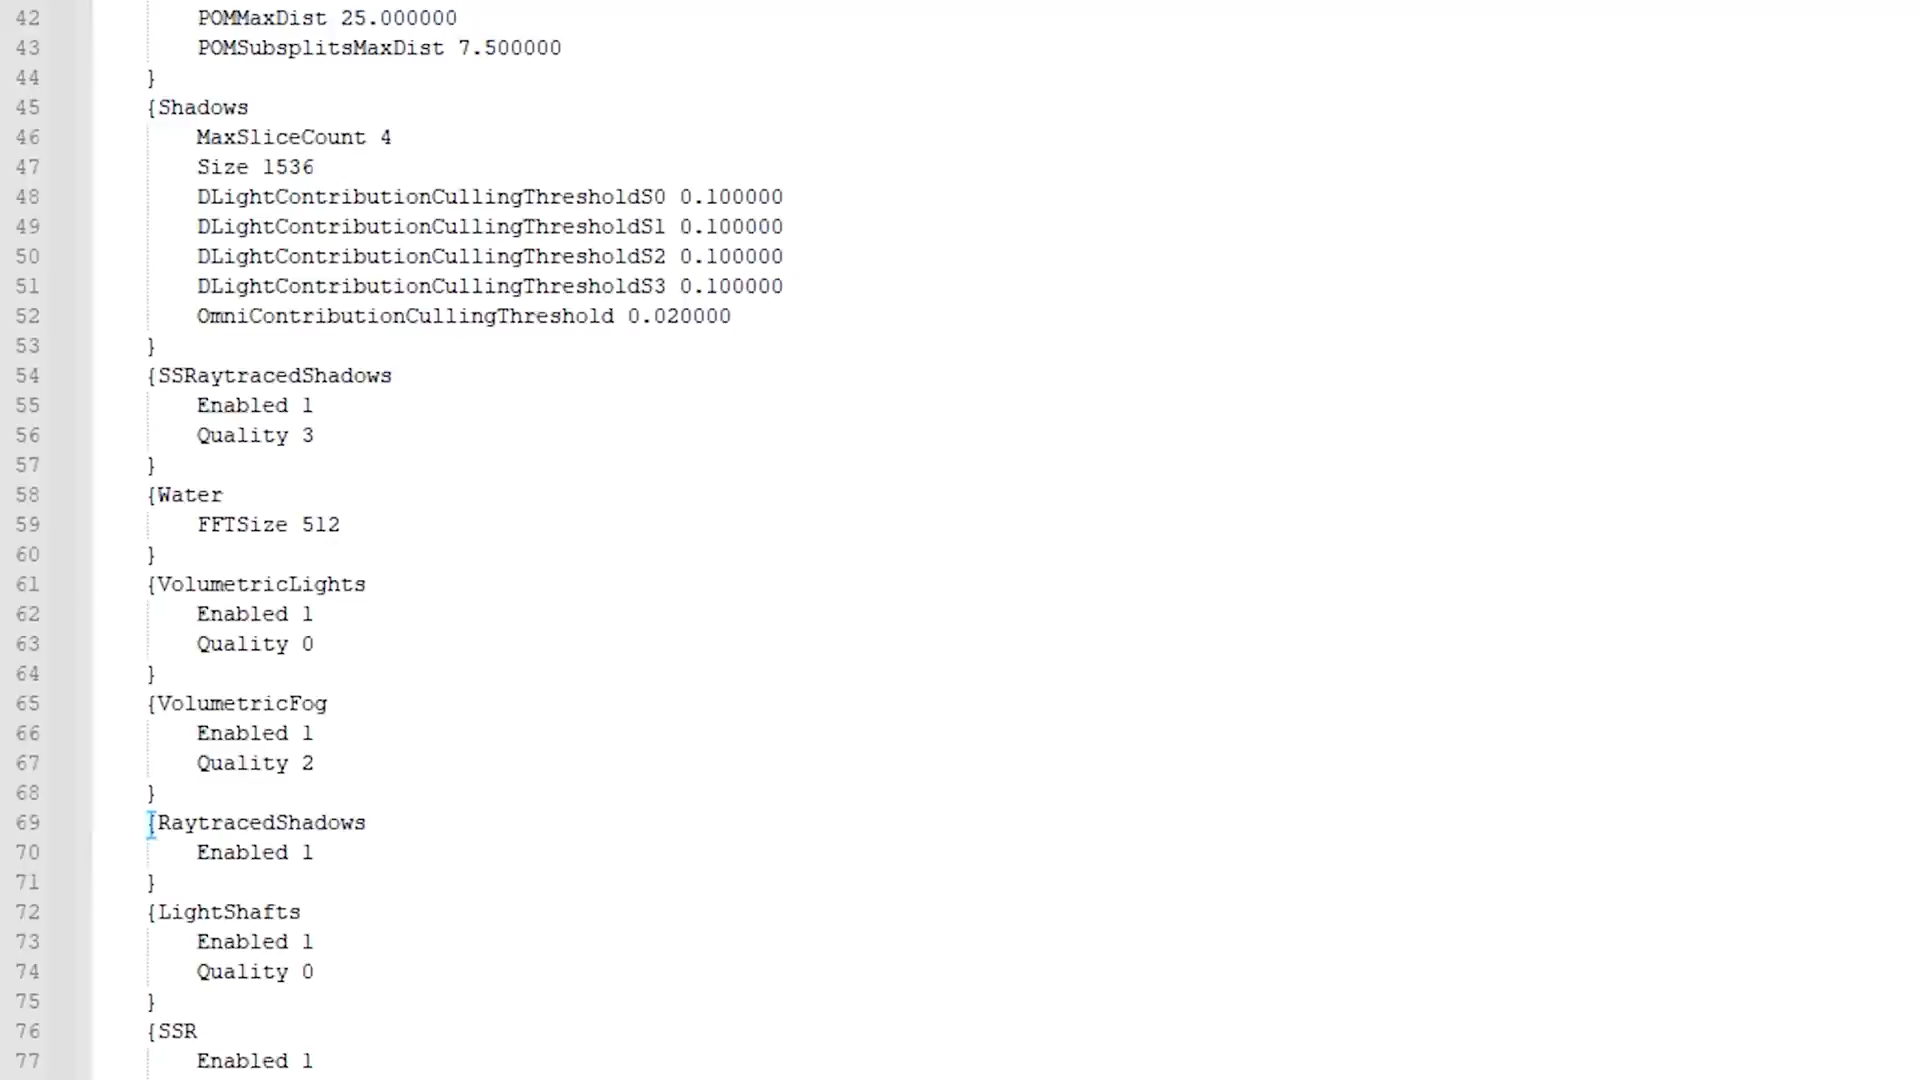 42 POMMaxDist 25.000000
43 POMSubsplitsMaxDist 7.500000
44 }
45 {Shadows
46 MaxSliceCount 4
47 Size 1536
48 DLightContributionCullingThresholdS0 0.100000
49 DLightContributionCullingThresholdS1 0.100000
50 DLightContributionCullingThresholdS2 0.100000
51 DLightContributionCullingThresholdS3 0.100000
52 OmniContributionCullingThreshold 0.020000
53 }
54 {SSRaytracedShadows
55 Enabled 1
56 Quality 3
57 }
58 {Water
59 FFTSize 512
60 }
61 {VolumetricLights
62 Enabled 1
63 Quality 0
64 }
65 {VolumetricFog
66 Enabled 1
67 Quality 2
68 }
69 {RaytracedShadows
70 Enabled 1
71 }
72 {LightShafts
73 Enabled 1
74 Quality 0
75 }
76 {SSR
77 Enabled 1